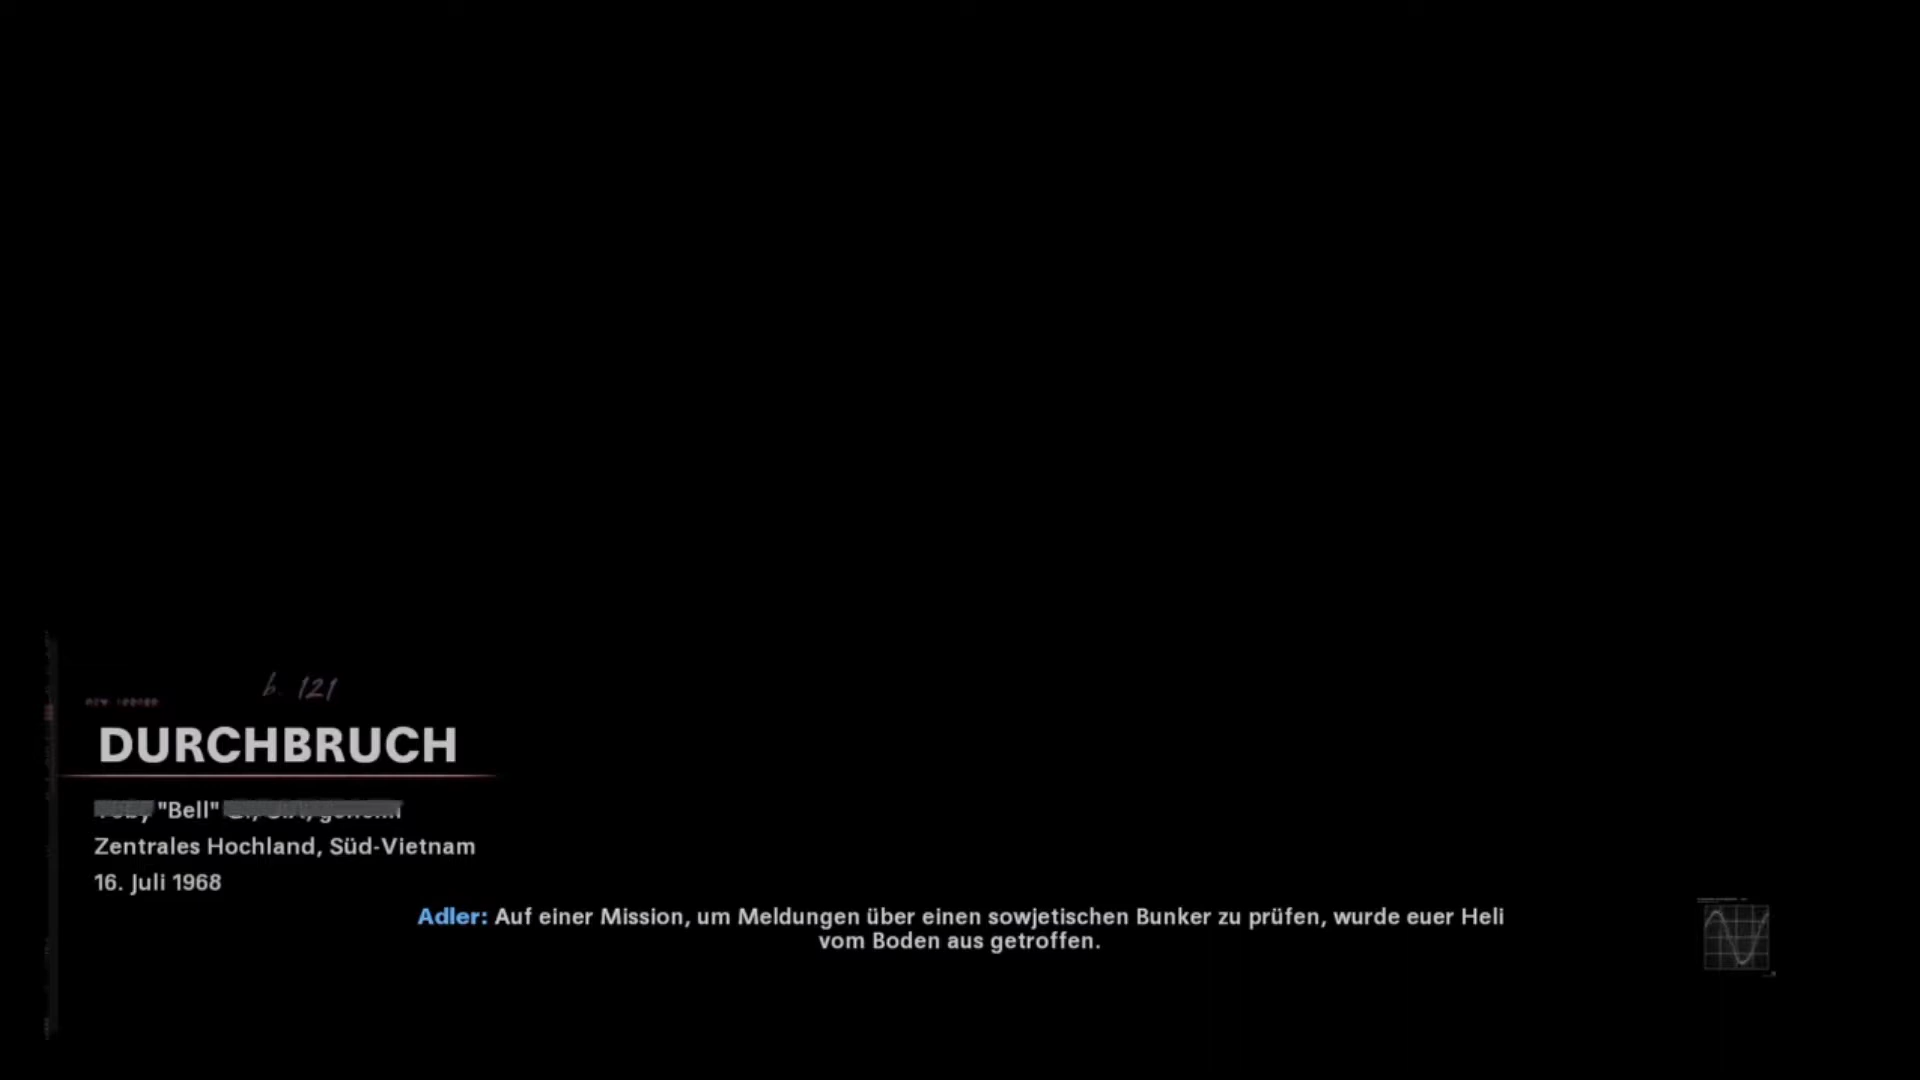 b. 121
DURCHBRUCH
"Bell"
Zentrales Hochland, Süd-Vietnam
16. Juli 1968
Adler: Auf einer Mission, um Meldungen über einen sowjetischen Bunker zu prüfen, wurde euer Heli
vom Boden aus getroffen.